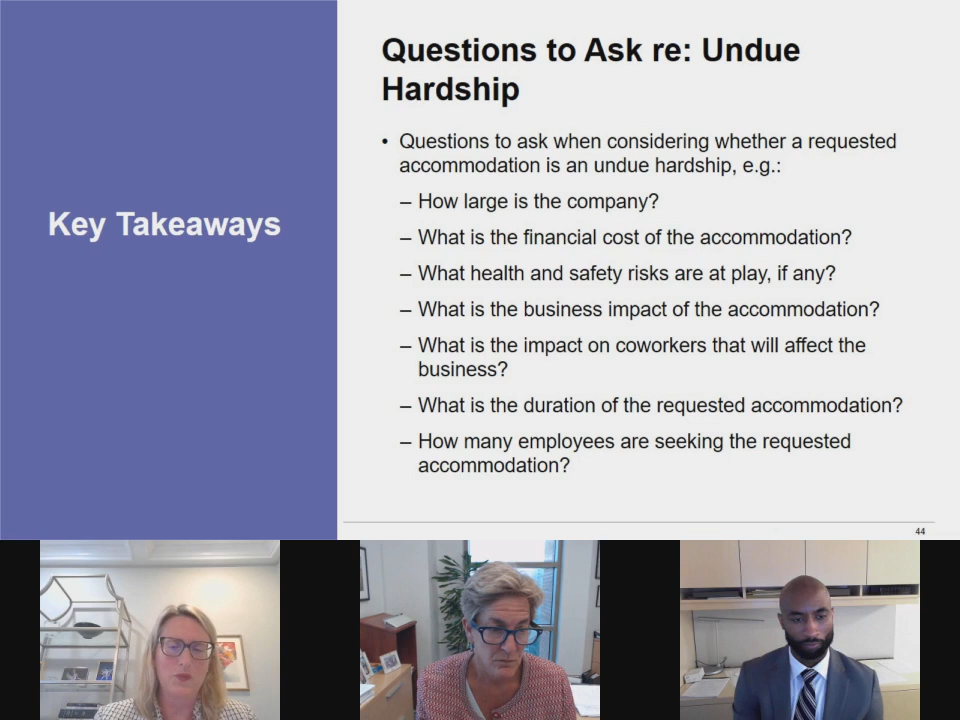 Key Takeaways
Questions to Ask re: Undue
Hardship
• Questions to ask when considering whether a requested
accommodation is an undue hardship, e.g.:
– How large is the company?
– What is the financial cost of the accommodation?
– What health and safety risks are at play, if any?
– What is the business impact of the accommodation?
– What is the impact on coworkers that will affect the
business?
– What is the duration of the requested accommodation?
– How many employees are seeking the requested
accommodation?
44